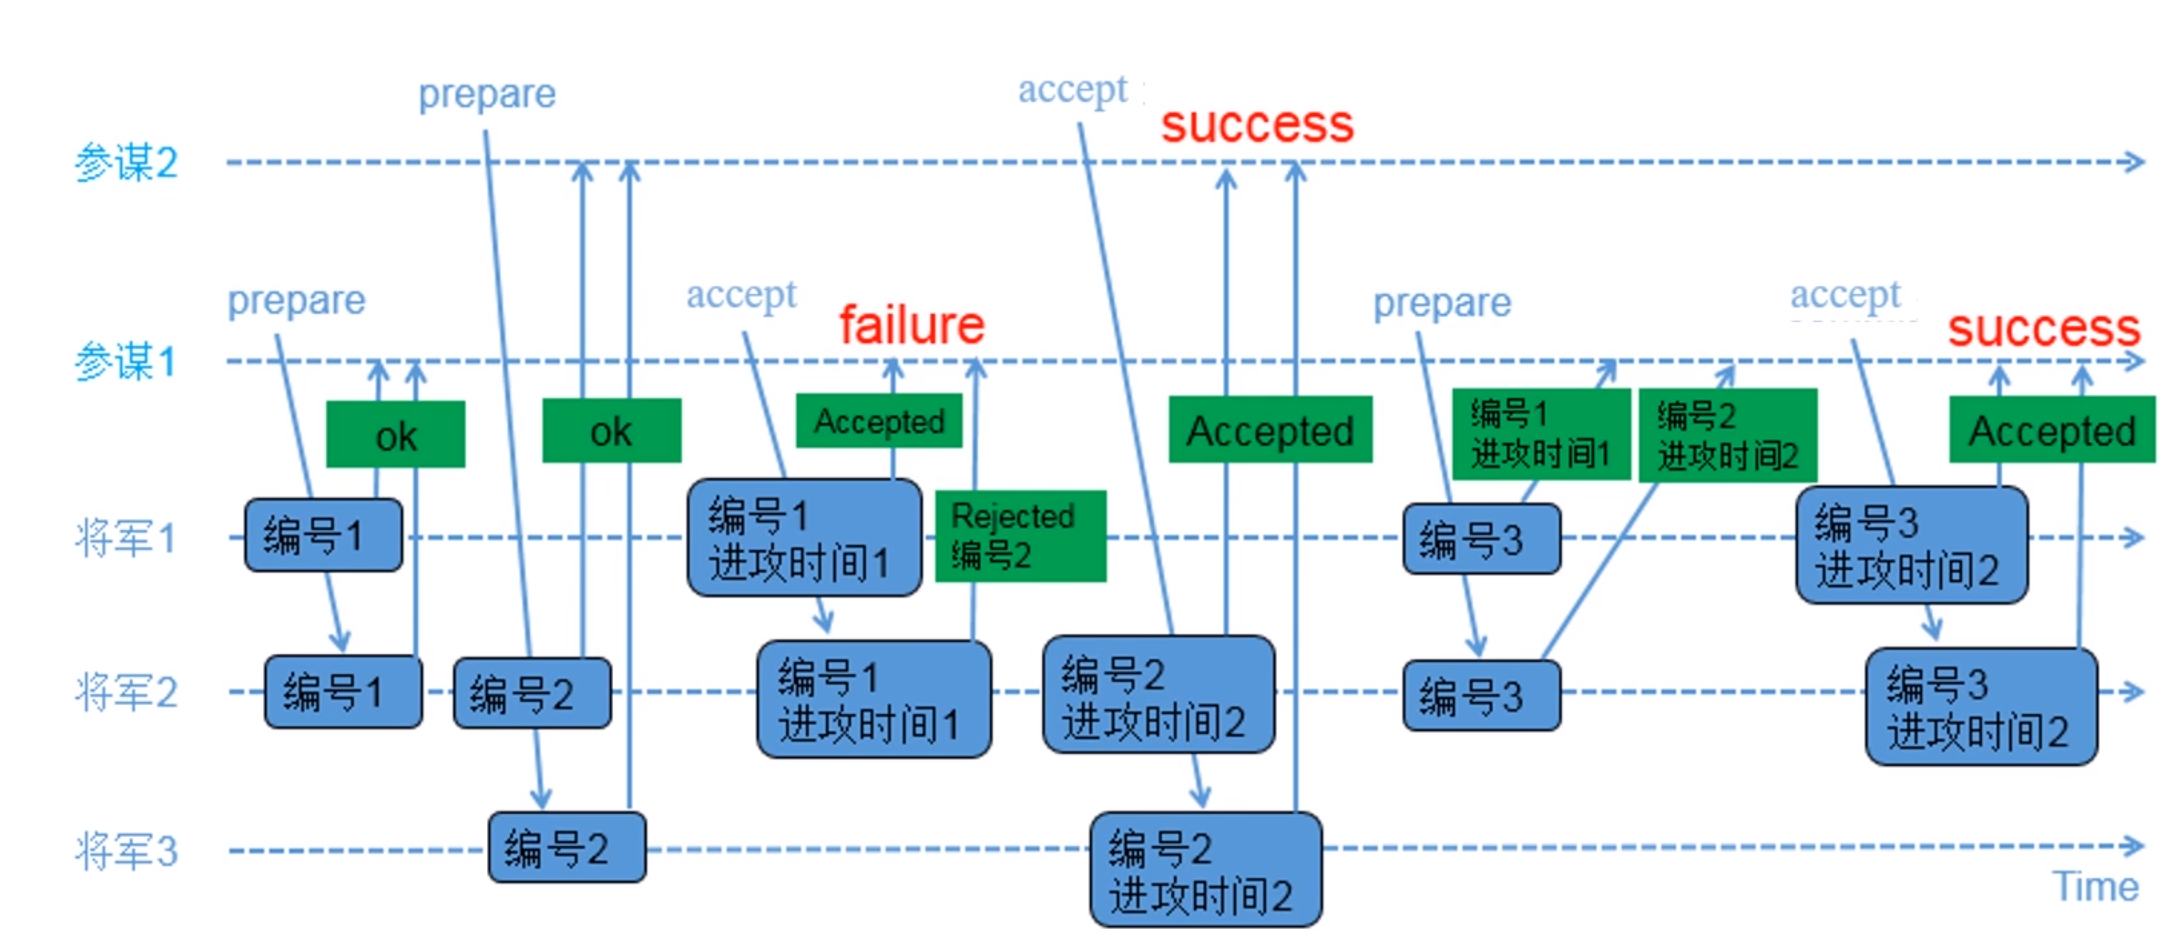 prepare
accept
success
参谋2
prepare
accept
failure
prepare
accept
success
参谋1
ok
ok
Accepted
Accepted
编号1
进攻时间1
编号2
进攻时间2
Accepted
将军1
编号1
编号1
进攻时间1
Rejected
编号2
编号3
编号3
进攻时间2
将军2
编号1
编号2
编号1
进攻时间1
编号2
进攻时间2
编号3
编号3
进攻时间2
将军3
编号2
编号2
进攻时间2
Time